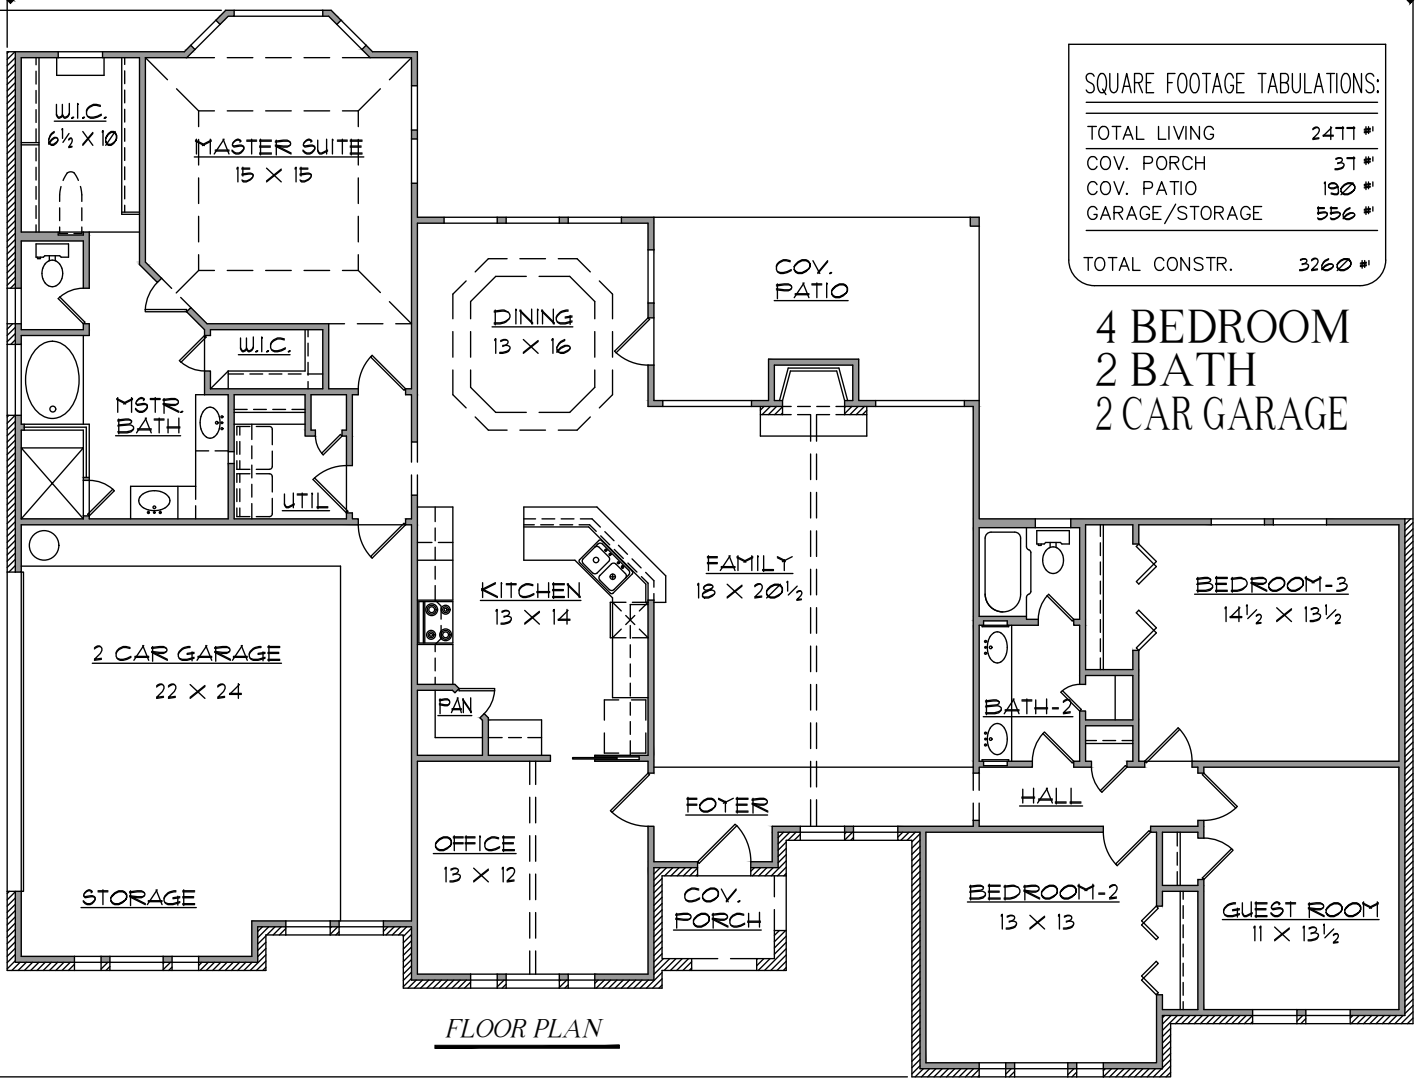 W.I.C.
6½ X 10
MASTER SUITE
15 X 15
SQUARE FOOTAGE TABULATIONS:
TOTAL LIVING 2477 #'
COV. PORCH 37 #'
COV. PATIO 190 #'
GARAGE/STORAGE 556 #'
TOTAL CONSTR. 3260 #'
4 BEDROOM
2 BATH
2 CAR GARAGE
COV.
PATIO
DINING
13 X 16
W.I.C.
MSTR.
BATH
UTIL
FAMILY
18 X 20½
KITCHEN
13 X 14
BEDROOM-3
14½ X 13½
2 CAR GARAGE
22 X 24
PAN
BATH-2
HALL
FOYER
OFFICE
13 X 12
STORAGE
COV.
PORCH
BEDROOM-2
13 X 13
GUEST ROOM
11 X 13½
FLOOR PLAN